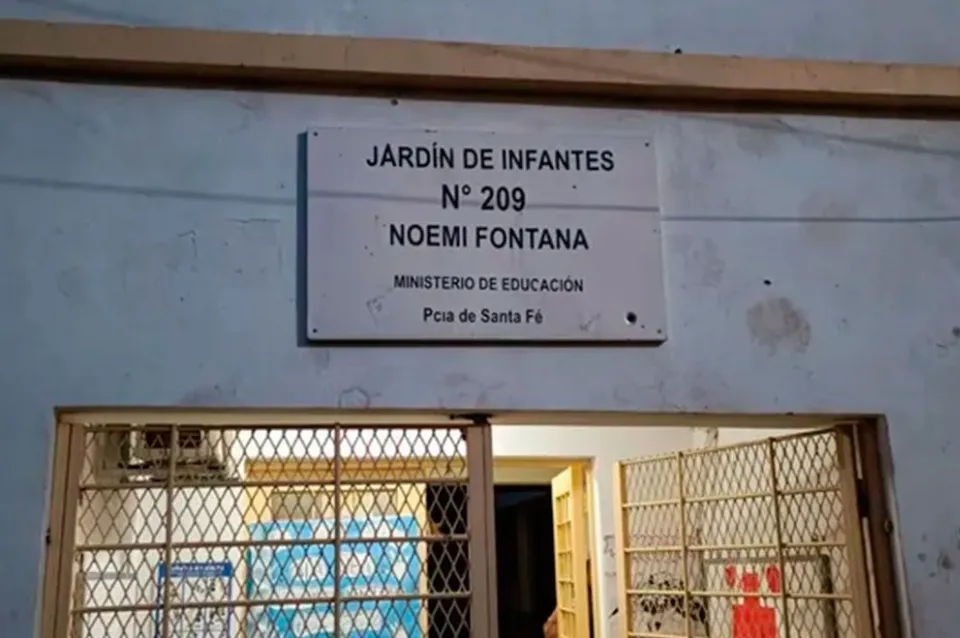 JARDÍN DE INFANTES
N° 209
NOEMI FONTANA
MINISTERIO DE EDUCACIÓN
Pcia de Santa Fé